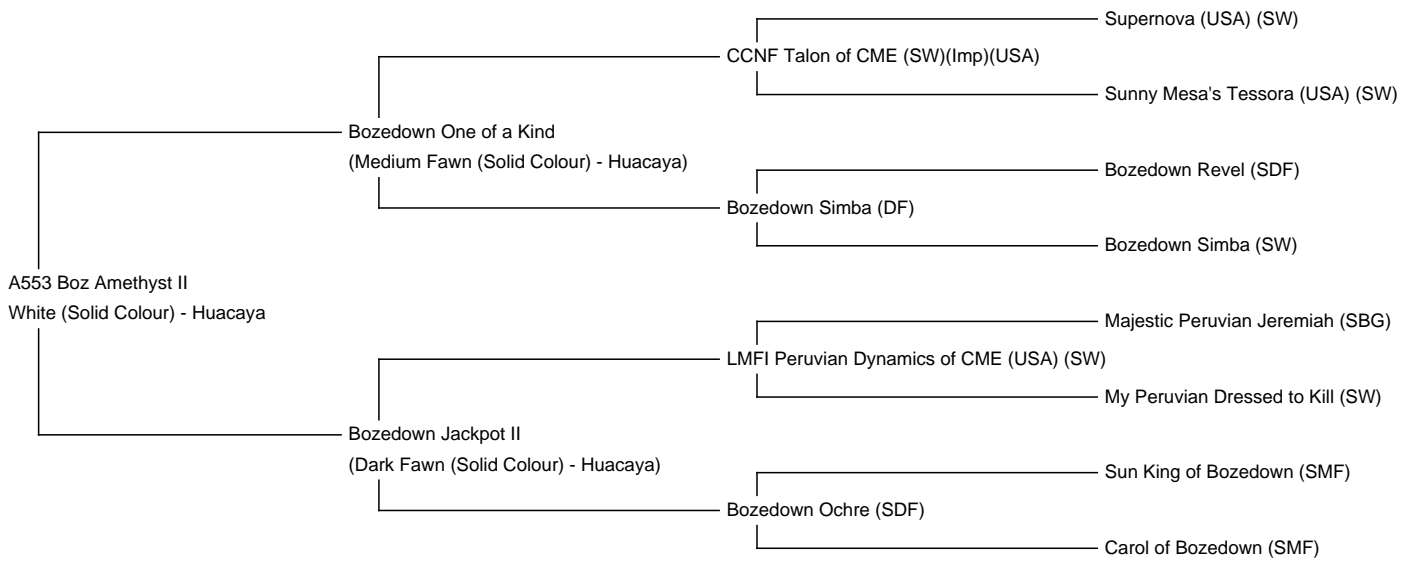 Supernova (USA) (SW)
CCNF Talon of CME (SW)(Imp)(USA)
Sunny Mesa's Tessora (USA) (SW)
Bozedown One of a Kind
(Medium Fawn (Solid Colour) - Huacaya)
Bozedown Revel (SDF)
Bozedown Simba (DF)
Bozedown Simba (SW)
A553 Boz Amethyst II
White (Solid Colour) - Huacaya
Majestic Peruvian Jeremiah (SBG)
LMFI Peruvian Dynamics of CME (USA) (SW)
My Peruvian Dressed to Kill (SW)
Bozedown Jackpot II
(Dark Fawn (Solid Colour) - Huacaya)
Sun King of Bozedown (SMF)
Bozedown Ochre (SDF)
Carol of Bozedown (SMF)